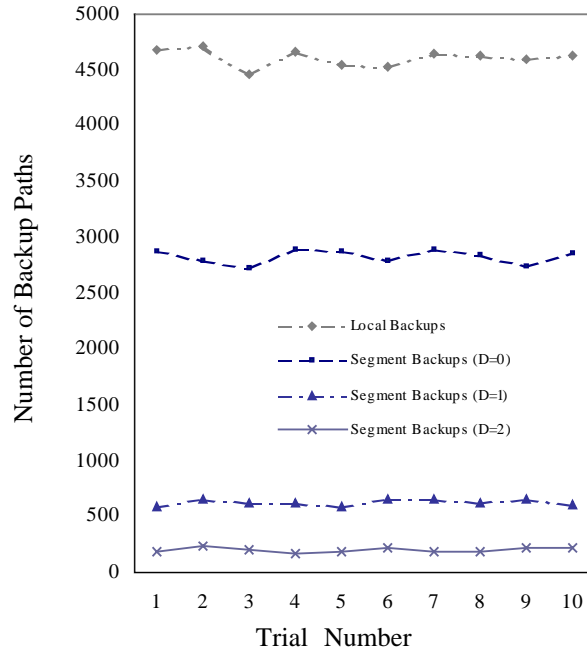 5000
4500
4000
3500
3000
2500
2000
1500
1000
500
0
Number of Backup Paths
Local Backups
Segment Backups (D=0)
Segment Backups (D=1)
Segment Backups (D=2)
1 2 3 4 5 6 7 8 9 10
Trial Number